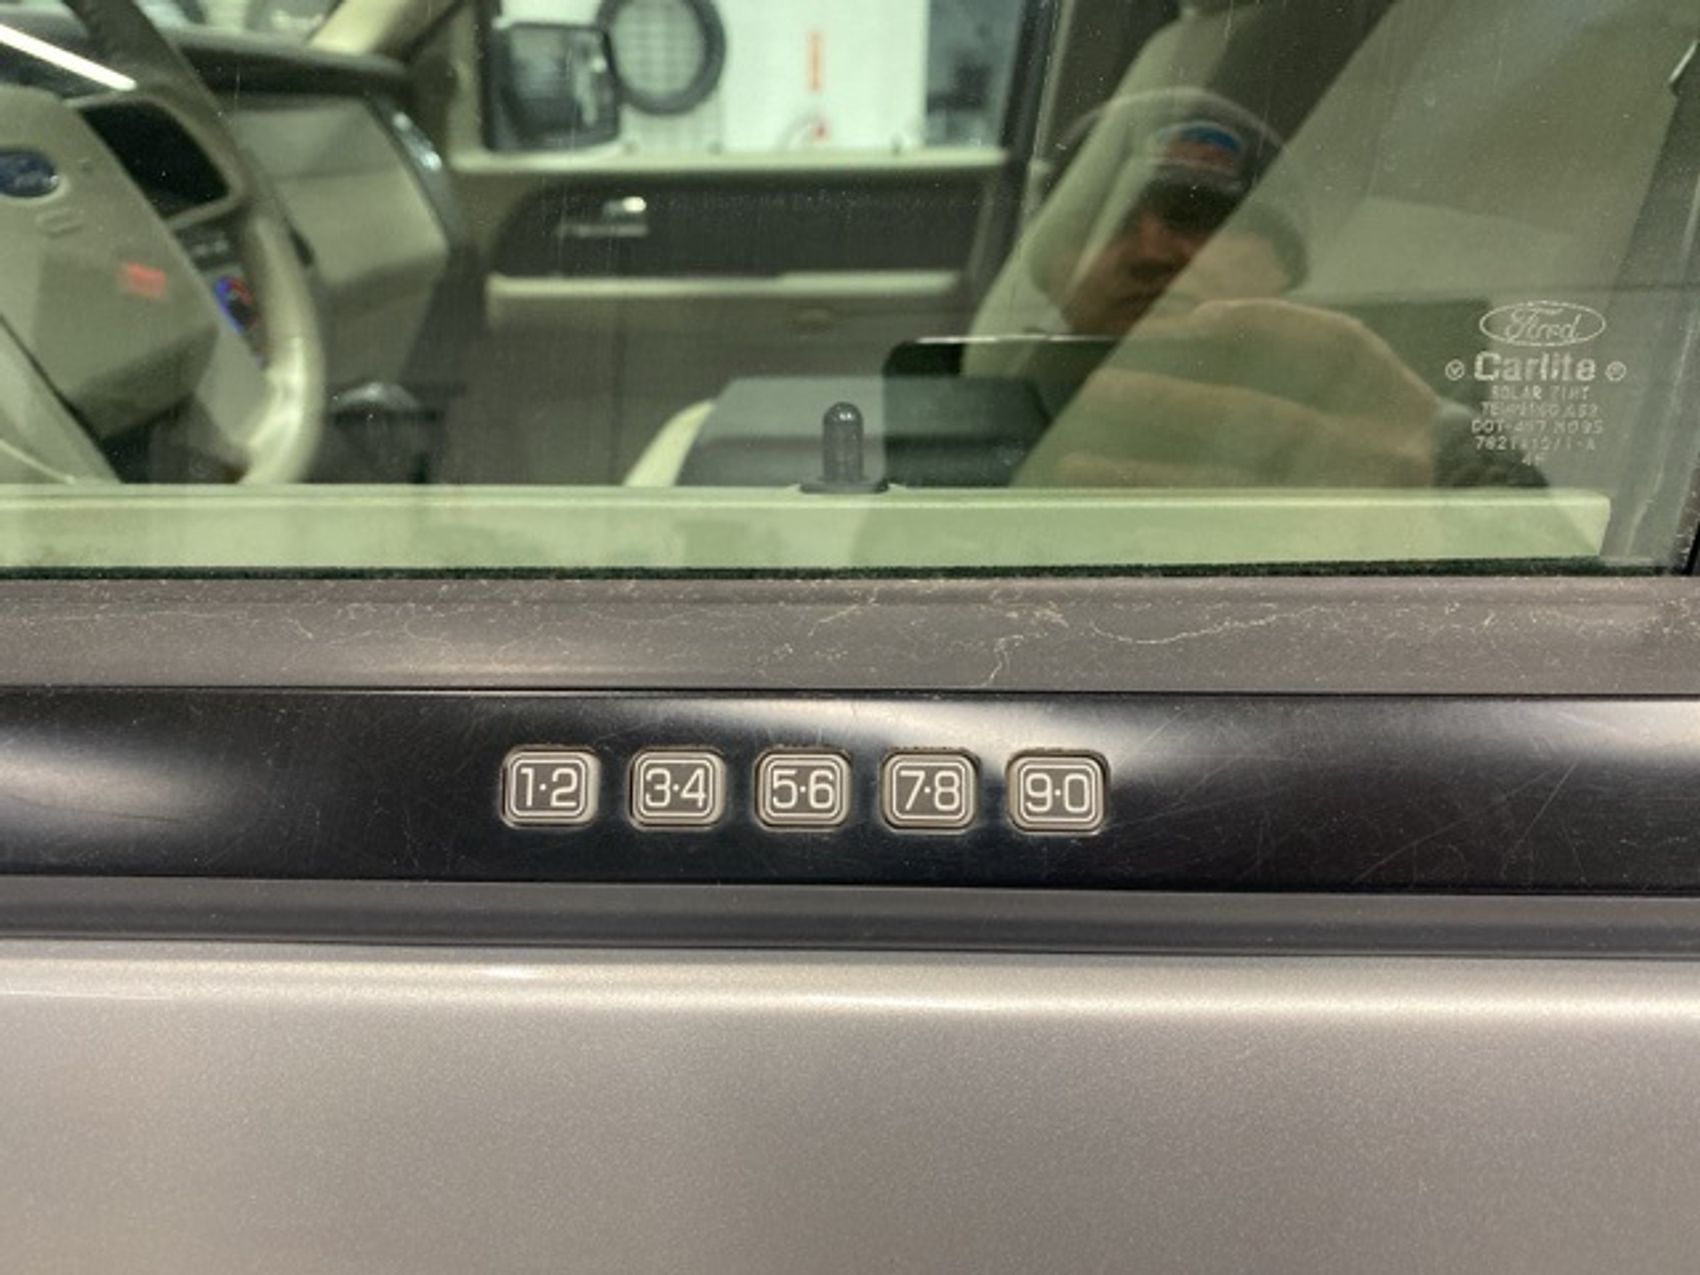 Ford
Carlite
SOLAR TINT
1·2 3·4 5·6 7·8 9·0